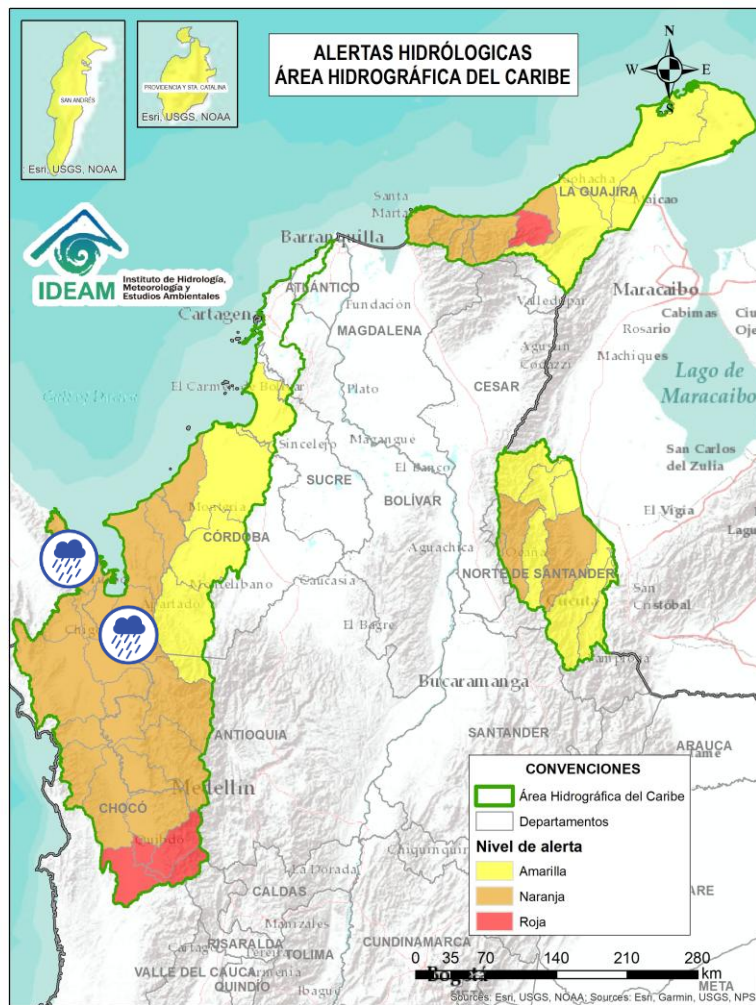 ALERTAS HIDRÓLOGICAS
ÁREA HIDROGRÁFICA DEL CARIBE
N
W
E
S
SAN ANDRÉS
Esri, USGS, NOAA
PROVIDENCIA Y STA. CATALINA
Esri, USGS, NOAA
IDEAM
Instituto de Hidrología,
Meteorología y
Estudios Ambientales
LA GUAJIRA
Maicao
Santa
Marta
Barranquilla
ATLÁNTICO
Fundación
Valledupar
Maracaibo
Cartagena
MAGDALENA
Cabimas
Rosario
Machiques
Agustín
Codazzi
CESAR
Lago de
Maracaibo
El Carmen de Bolívar
Plato
Sincelejo
Magangue
El Banco
SUCRE
BOLÍVAR
San Carlos
del Zulia
Montería
CÓRDOBA
El Vigía
Aguachica
Ocaña
NORTE DE SANTANDER
Montelibano
Caucasia
Apartadó
El Bagre
Cúcuta
San
Cristóbal
Pamplona
Bucaramanga
ANTIOQUIA
SANTANDER
ARAUCA
Medellín
CHOCÓ
Quibdó
La Dorada
CALDAS
Manizales
RISARALDA
TOLIMA
CUNDINAMARCA
VALLE DEL CAUCA
Armenia
QUINDÍO
Ibagué
Bogotá
META
CONVENCIONES
Área Hidrográfica del Caribe
Departamentos
Nivel de alerta
Amarilla
Naranja
Roja
0 35 70 140 210 280
km
Sources: Esri, USGS, NOAA; Sources: Esri, Garmin, USGS, NPS